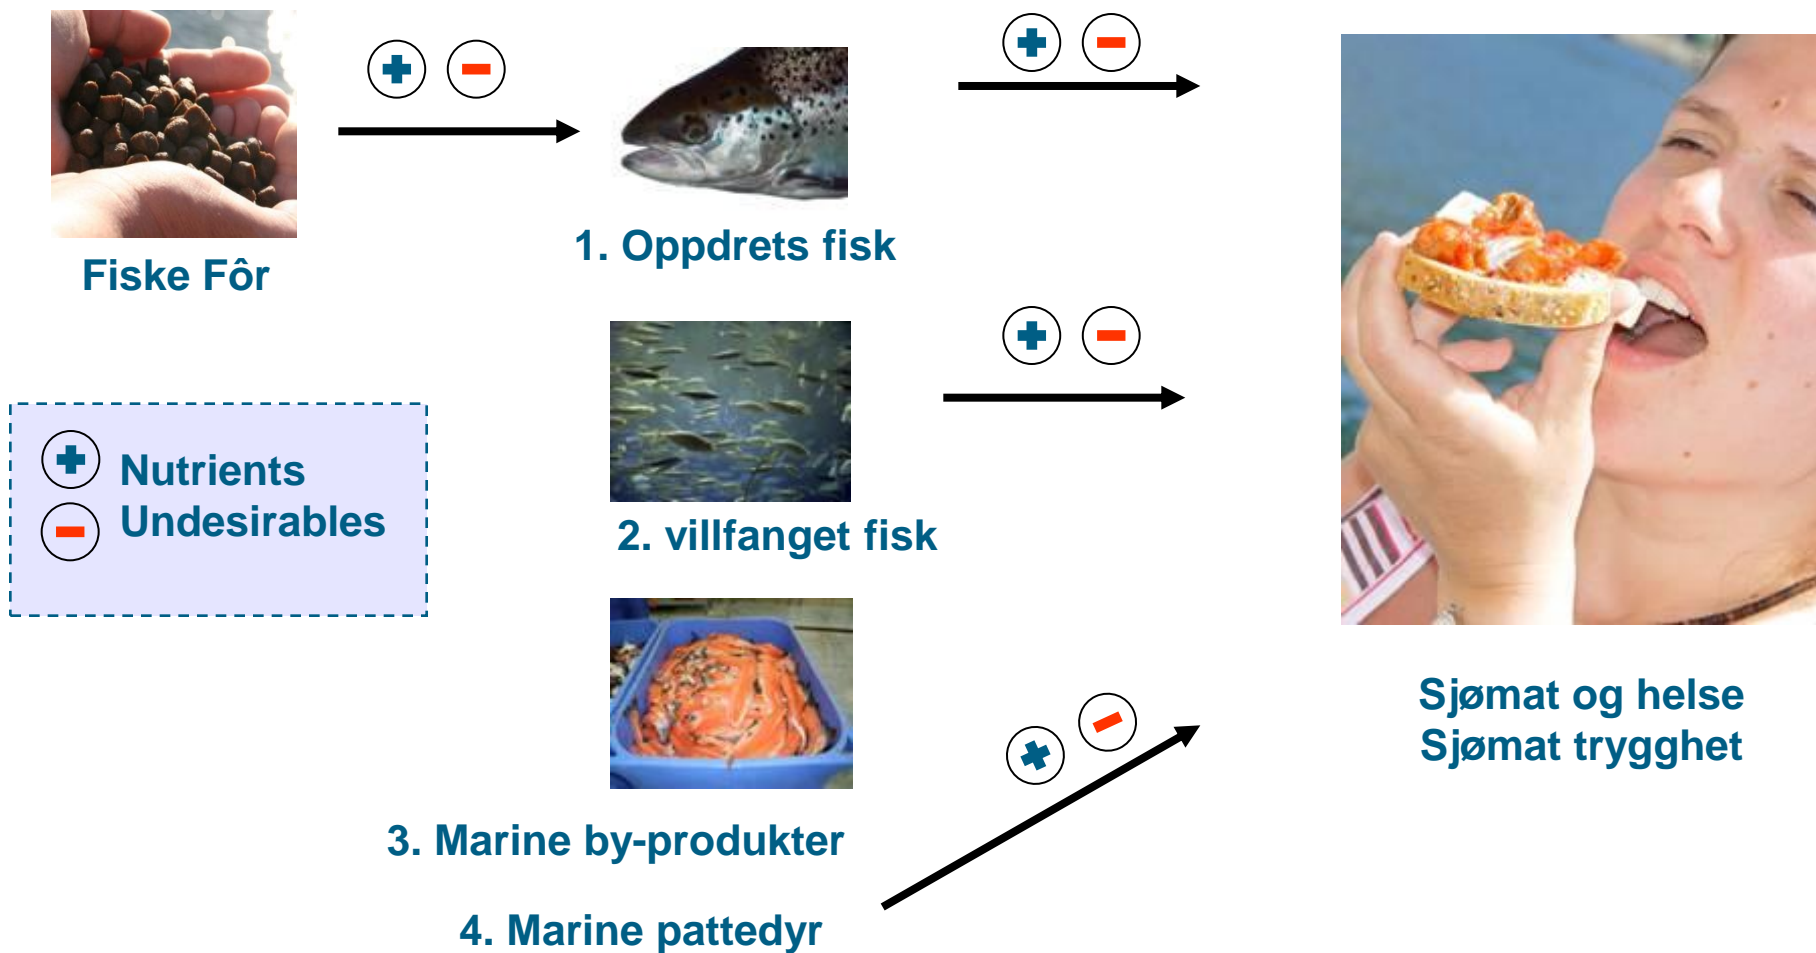 Fiske Fôr
1. Oppdrets fisk
Nutrients
Undesirables
2. villfanget fisk
3. Marine by-produkter
4. Marine pattedyr
Sjømat og helse
Sjømat trygghet